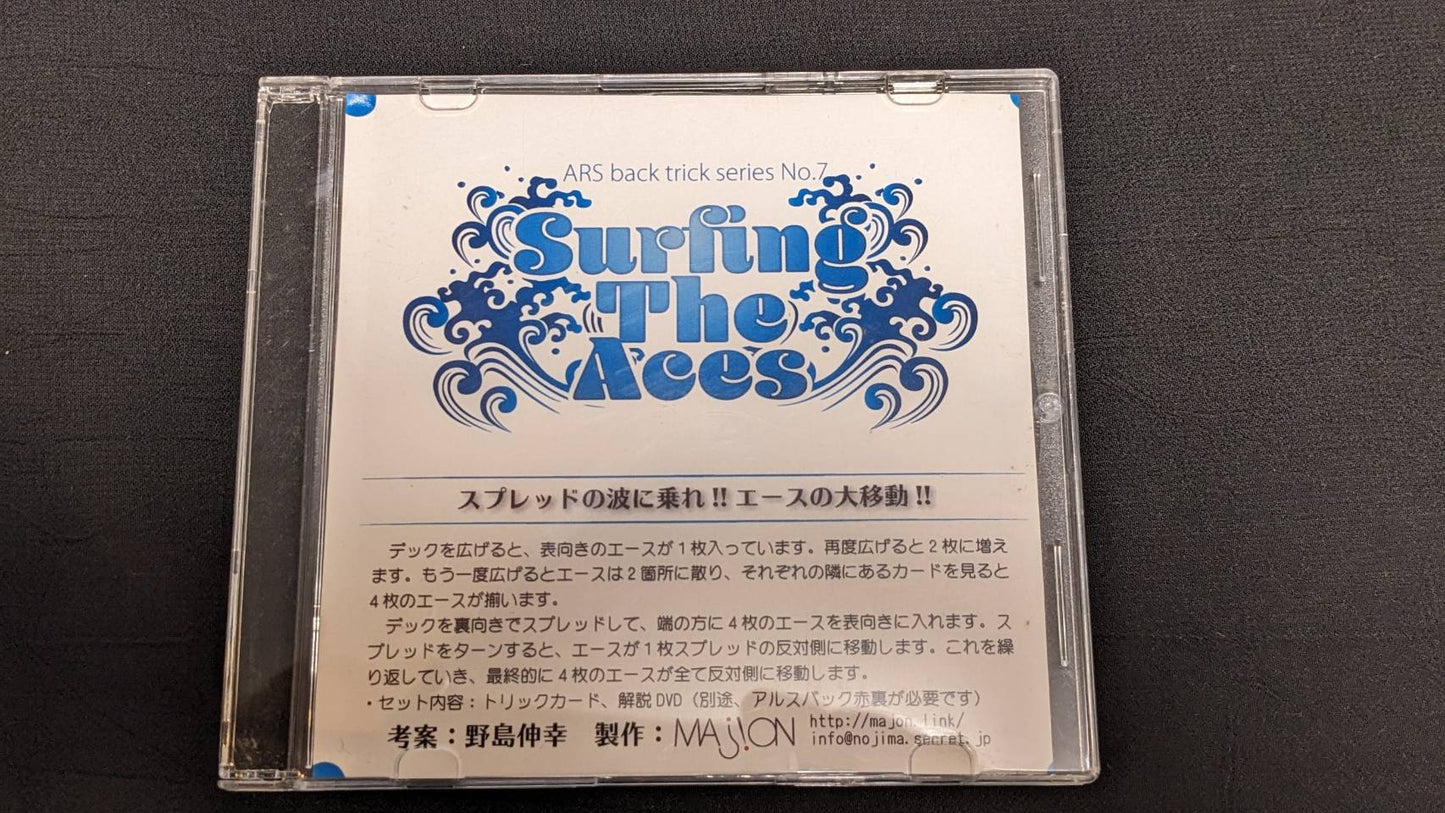 ARS back trick series No.7
Surfing
The
Aces
スプレッドの波に乗れ!! エースの大移動!!
デックを広げると、表向きのエースが1枚入っています。再度広げると2枚に増え
ます。もう一度広げるとエースは2箇所に散り、それぞれの隣にあるカードを見ると
4枚のエースが揃います。
デックを裏向きでスプレッドして、端の方に4枚のエースを表向きに入れます。ス
プレッドをターンすると、エースが1枚スプレッドの反対側に移動します。これを繰
り返していき、最終的に4枚のエースが全て反対側に移動します。
・セット内容：トリックカード、解説DVD（別途、アルスバック赤裏が必要です）
考案：野島伸幸 製作：MAJION http://majon.link/
info@nojima.secret.jp